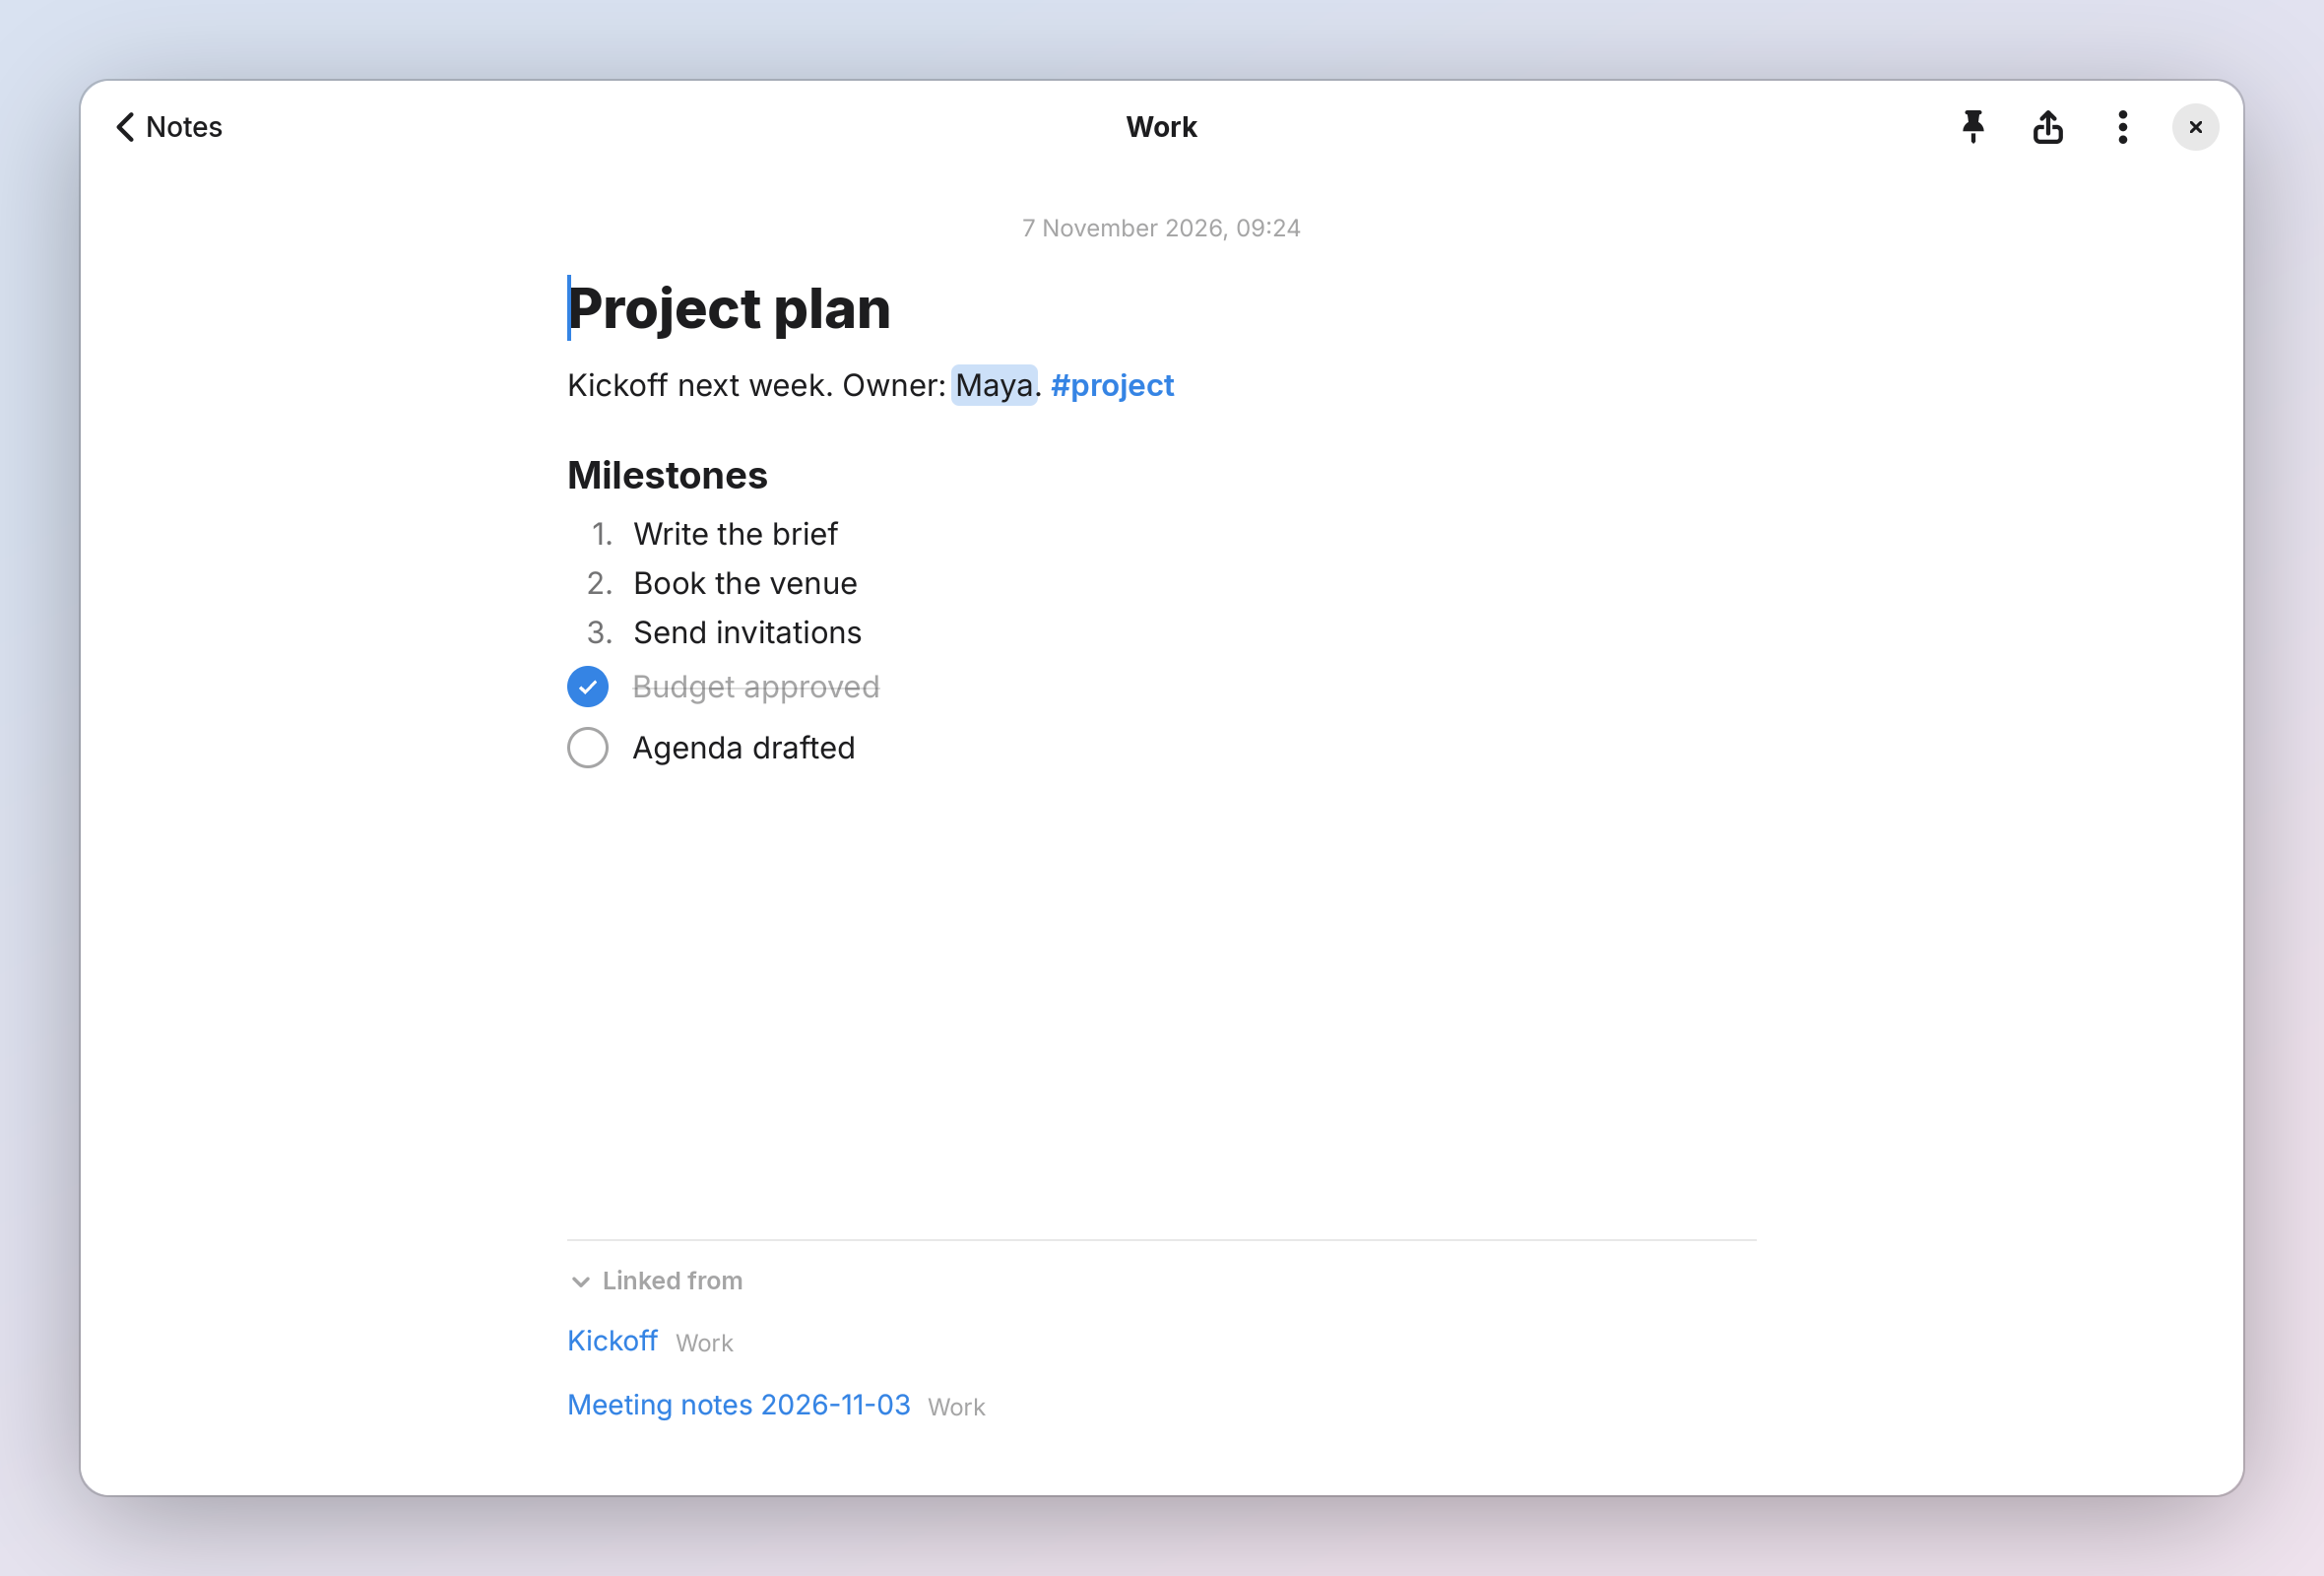 Notes
Work
7 November 2026, 09:24
Project plan
Kickoff next week. Owner: Maya. #project
Milestones
1. Write the brief
2. Book the venue
3. Send invitations
Budget approved
Agenda drafted
Linked from
Kickoff Work
Meeting notes 2026-11-03 Work